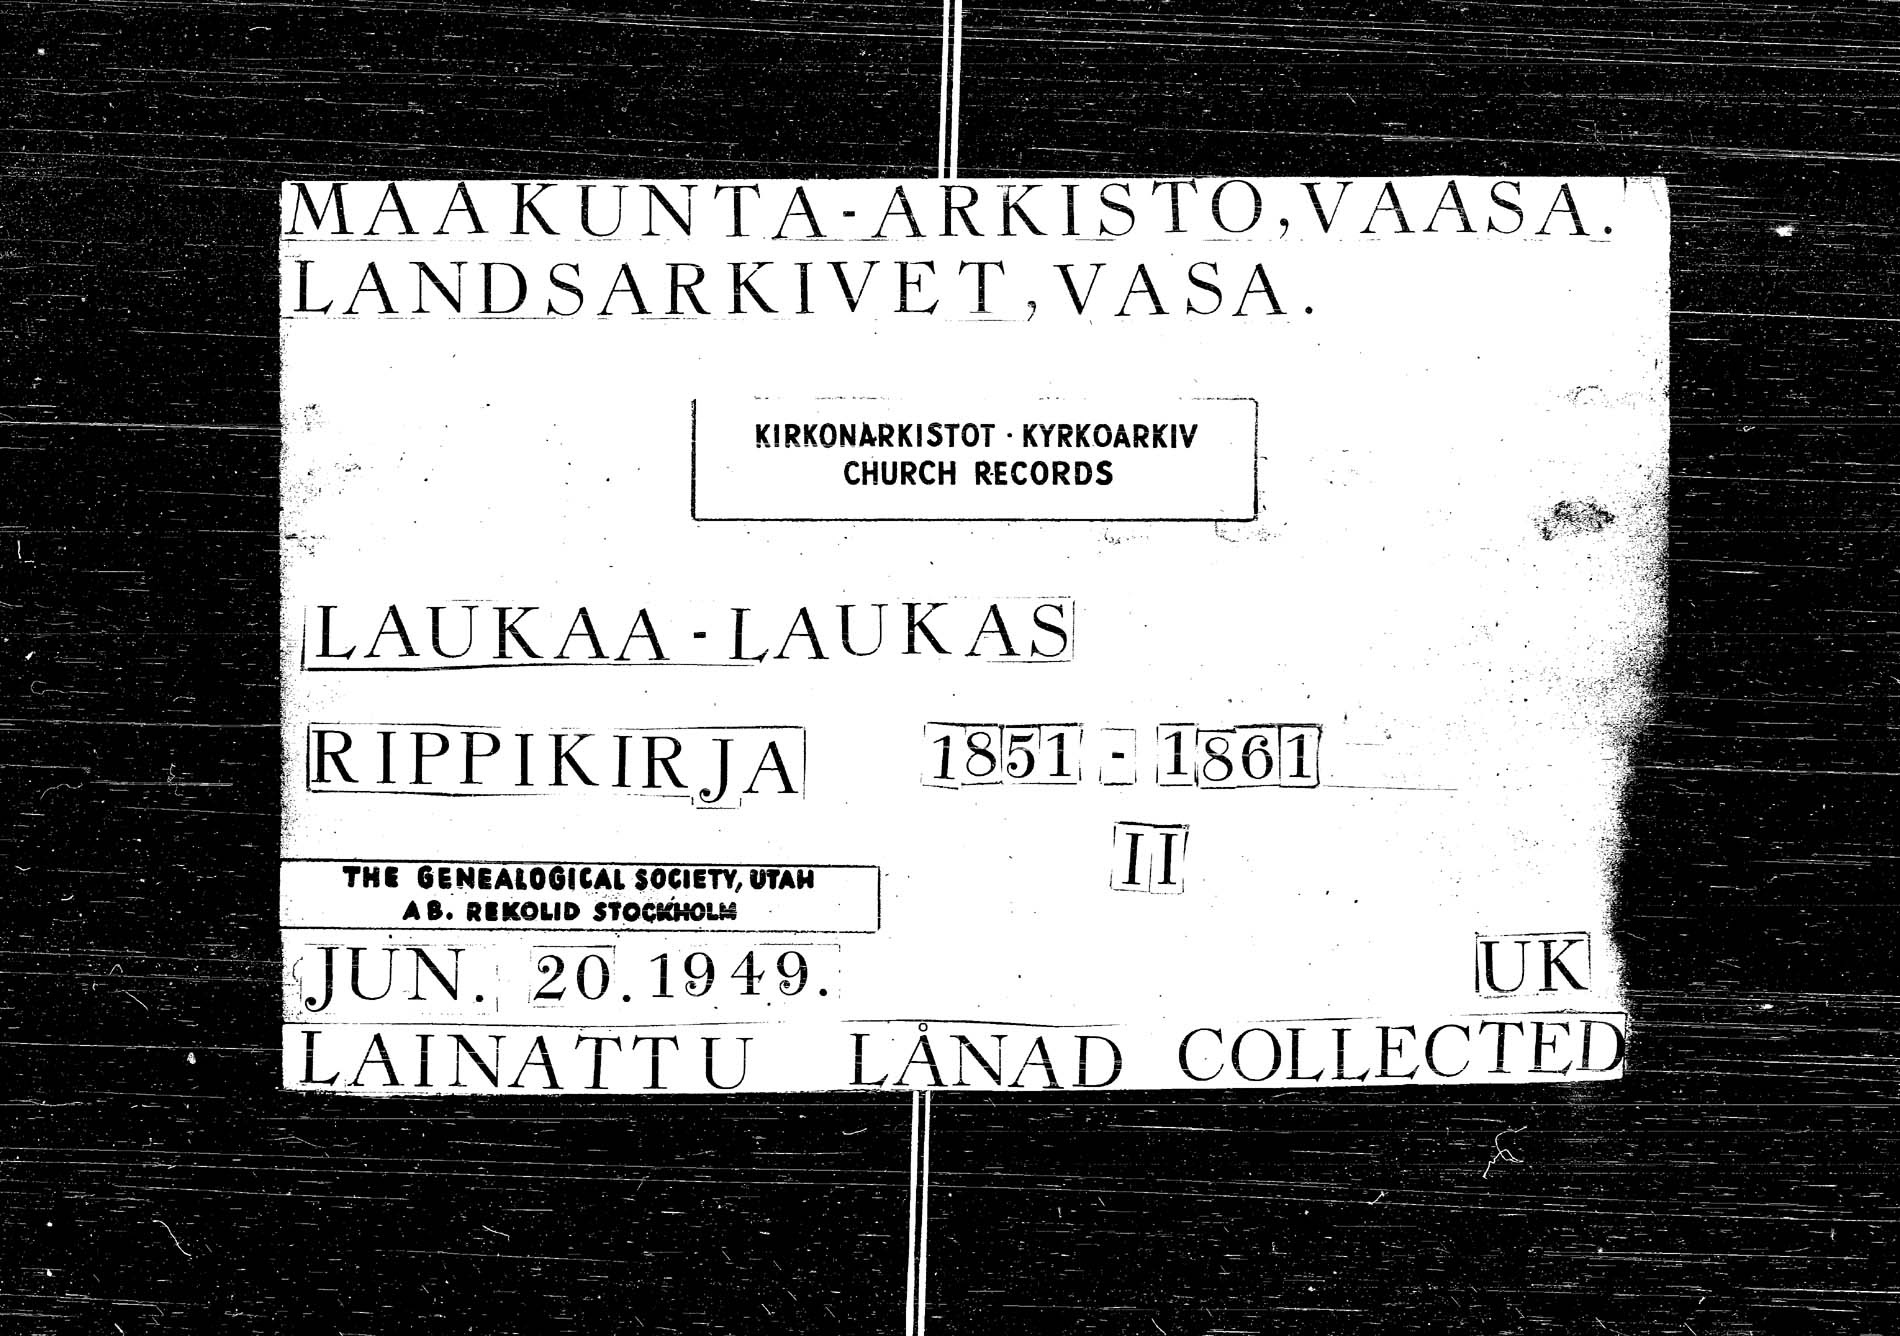 MAAKUNTA-ARKISTO, VAASA.
LANDSARKIVET, VASA.
KIRKONARKISTOT · KYRKOARKIV
CHURCH RECORDS
LAUKAA - LAUKAS
RIPPIKIRJA 1851 - 1861
II
THE GENEALOGICAL SOCIETY, UTAH
AB. REKOLID STOCKHOLM
JUN. 20. 1949.
UK
LAINATTU LÅNAD COLLECTED